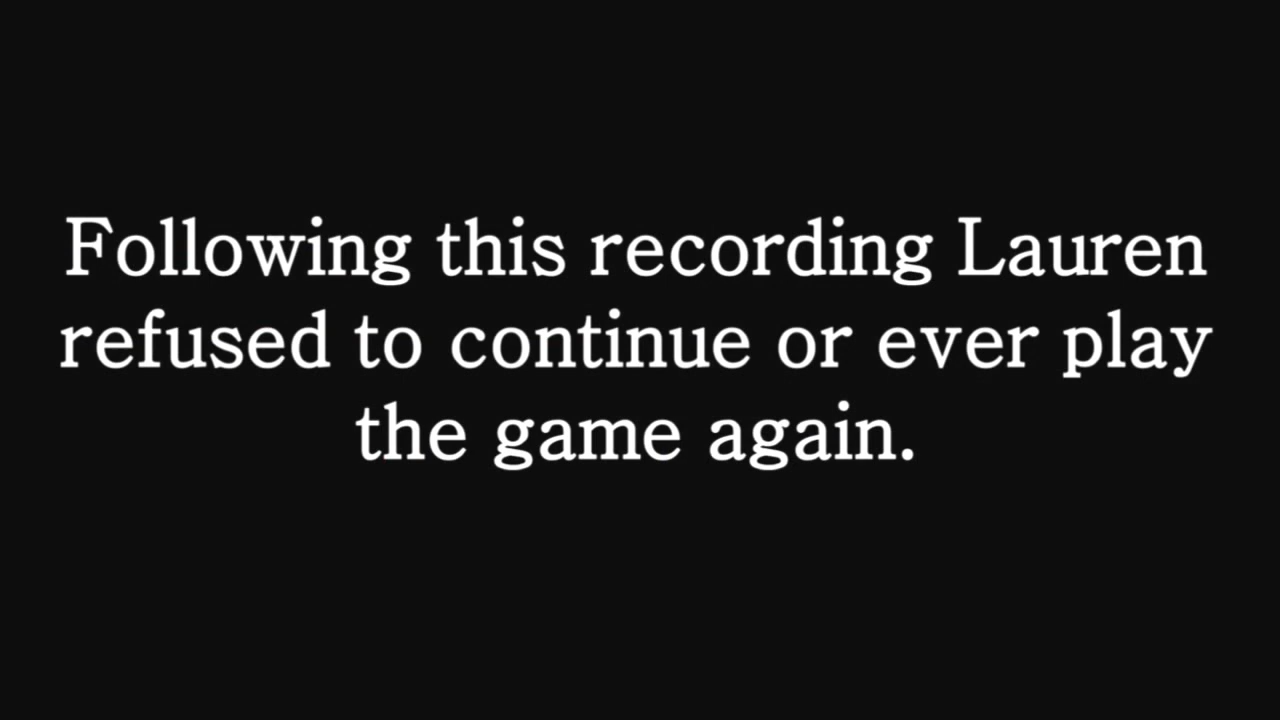 Following this recording Lauren
refused to continue or ever play
the game again.